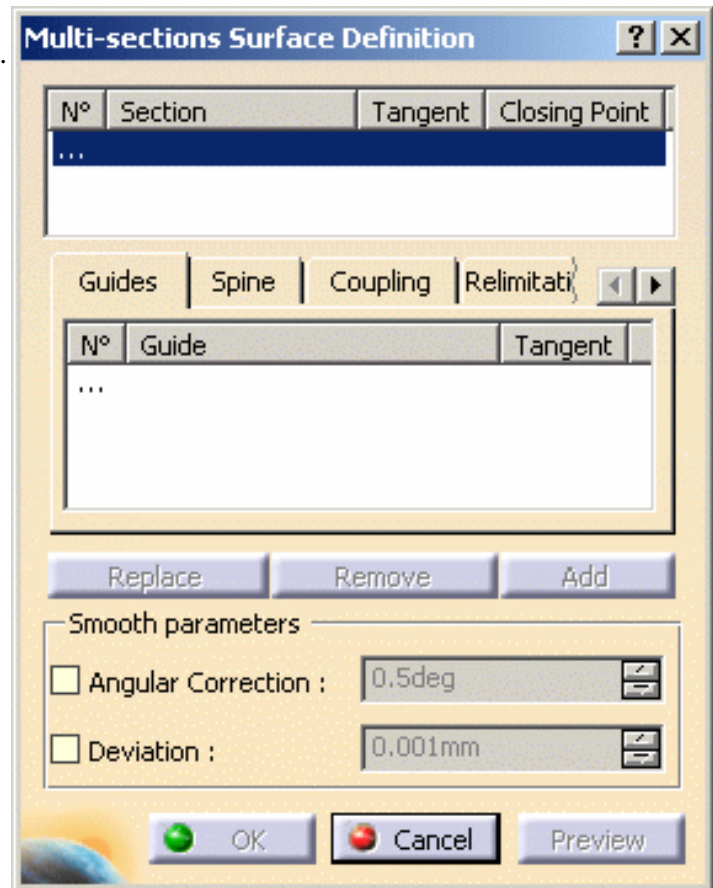 Multi-sections Surface Definition ? X
.
N° Section Tangent Closing Point
...
Guides Spine Coupling Relimitati
N° Guide Tangent
...
Replace Remove Add
Smooth parameters
Angular Correction : 0.5deg
Deviation : 0.001mm
OK Cancel Preview